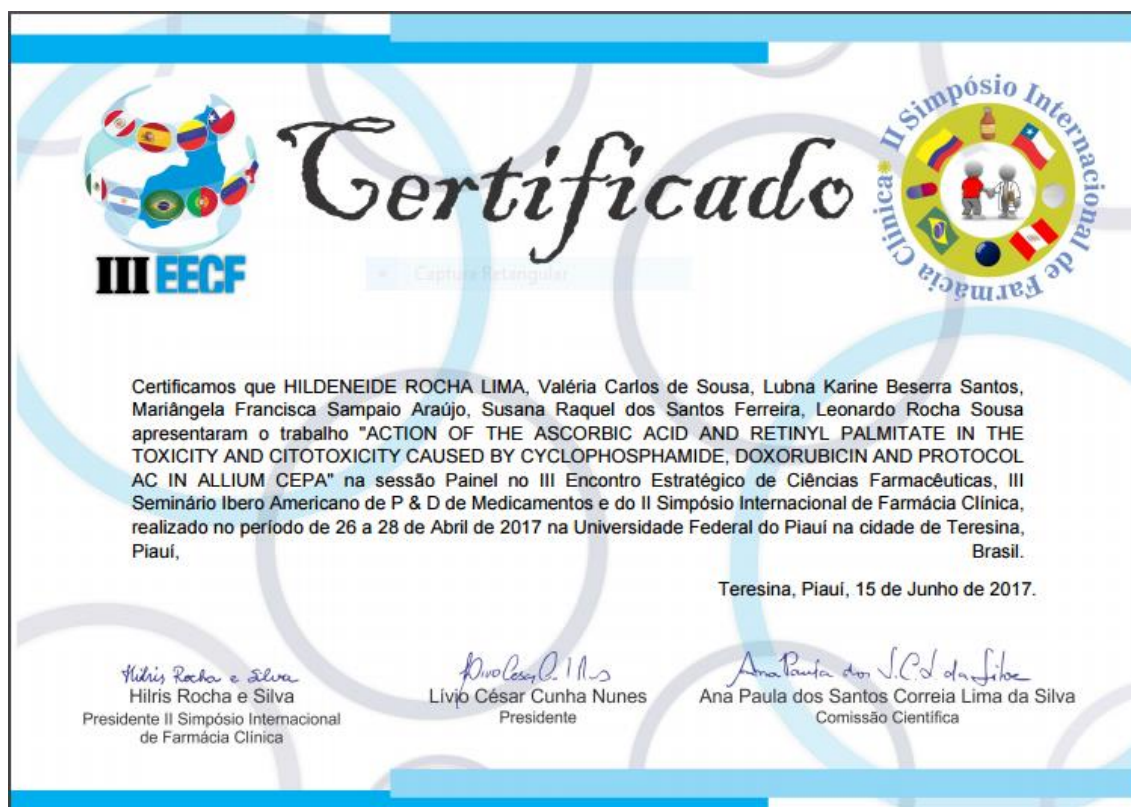 Certificado
II Simpósio Internacional de Farmácia Clínica
III EECF
Captura Retangular
Certificamos que HILDENEIDE ROCHA LIMA, Valéria Carlos de Sousa, Lubna Karine Beserra Santos,
Mariângela Francisca Sampaio Araújo, Susana Raquel dos Santos Ferreira, Leonardo Rocha Sousa
apresentaram o trabalho "ACTION OF THE ASCORBIC ACID AND RETINYL PALMITATE IN THE
TOXICITY AND CITOTOXICITY CAUSED BY CYCLOPHOSPHAMIDE, DOXORUBICIN AND PROTOCOL
AC IN ALLIUM CEPA" na sessão Painel no III Encontro Estratégico de Ciências Farmacêuticas, III
Seminário Ibero Americano de P & D de Medicamentos e do II Simpósio Internacional de Farmácia Clínica,
realizado no período de 26 a 28 de Abril de 2017 na Universidade Federal do Piauí na cidade de Teresina,
Piauí, Brasil.
Teresina, Piauí, 15 de Junho de 2017.
Hilris Rocha e Silva
Hilris Rocha e Silva
Presidente II Simpósio Internacional
de Farmácia Clínica
Lívio César Cunha Nunes
Presidente
Ana Paula dos S.C.L da Silva
Ana Paula dos Santos Correia Lima da Silva
Comissão Científica